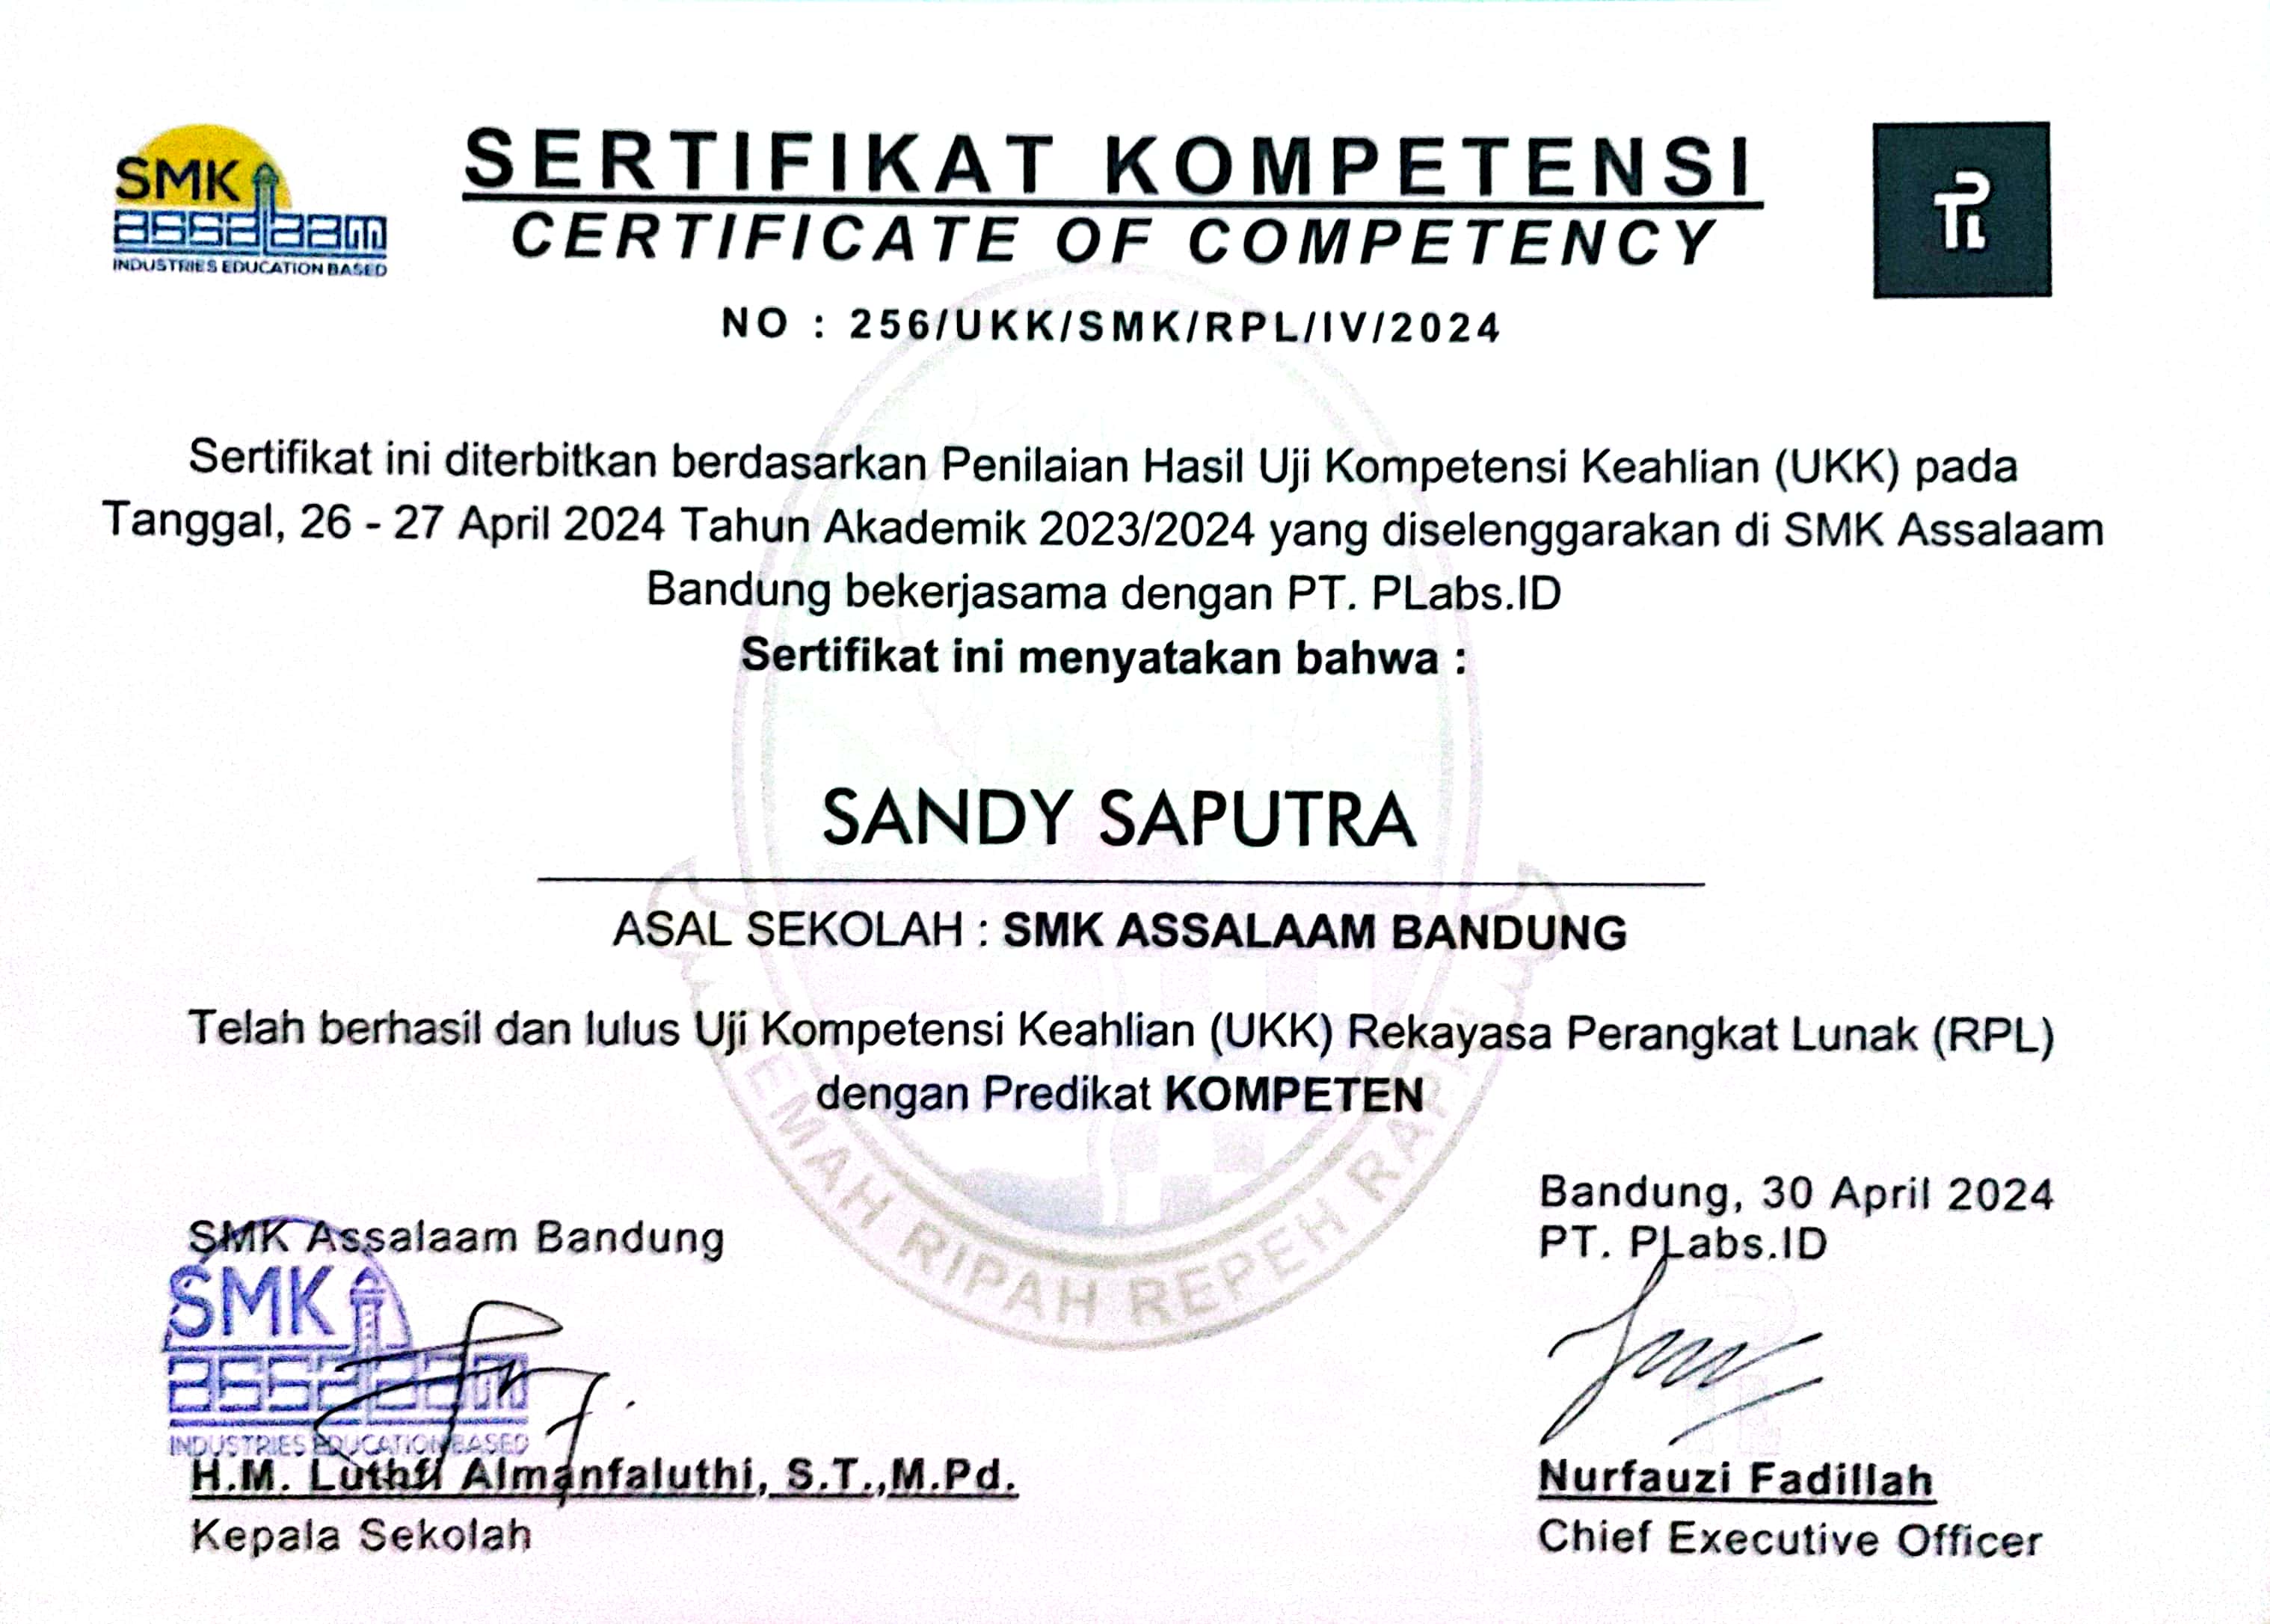 SMK
assalaam
INDUSTRIES EDUCATION BASED
SERTIFIKAT KOMPETENSI
CERTIFICATE OF COMPETENCY
NO : 256/UKK/SMK/RPL/IV/2024
Sertifikat ini diterbitkan berdasarkan Penilaian Hasil Uji Kompetensi Keahlian (UKK) pada
Tanggal, 26 - 27 April 2024 Tahun Akademik 2023/2024 yang diselenggarakan di SMK Assalaam
Bandung bekerjasama dengan PT. PLabs.ID
Sertifikat ini menyatakan bahwa :
SANDY SAPUTRA
ASAL SEKOLAH : SMK ASSALAAM BANDUNG
Telah berhasil dan lulus Uji Kompetensi Keahlian (UKK) Rekayasa Perangkat Lunak (RPL)
dengan Predikat KOMPETEN
GEMAH RIPAH REPEH RAPIH
Bandung, 30 April 2024
SMK Assalaam Bandung
PT. PLabs.ID
SMK
assalaam
INDUSTRIES EDUCATION BASED
H.M. Luthfi Almanfaluthi, S.T.,M.Pd.
Kepala Sekolah
Nurfauzi Fadillah
Chief Executive Officer